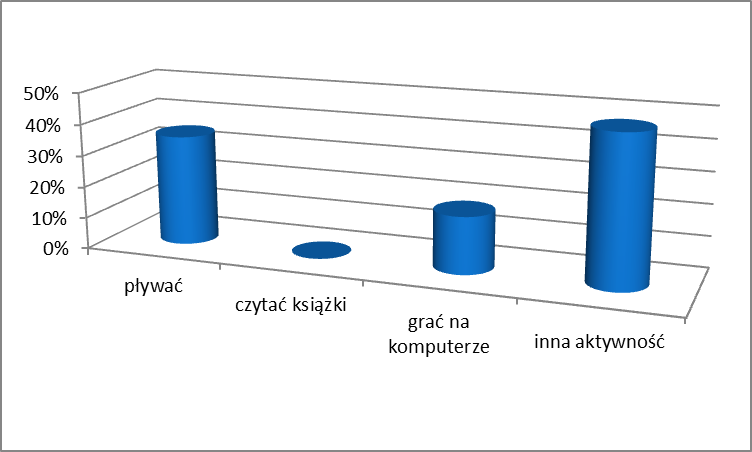 50%
40%
30%
20%
10%
0%
pływać
czytać książki
grać na
komputerze
inna aktywność